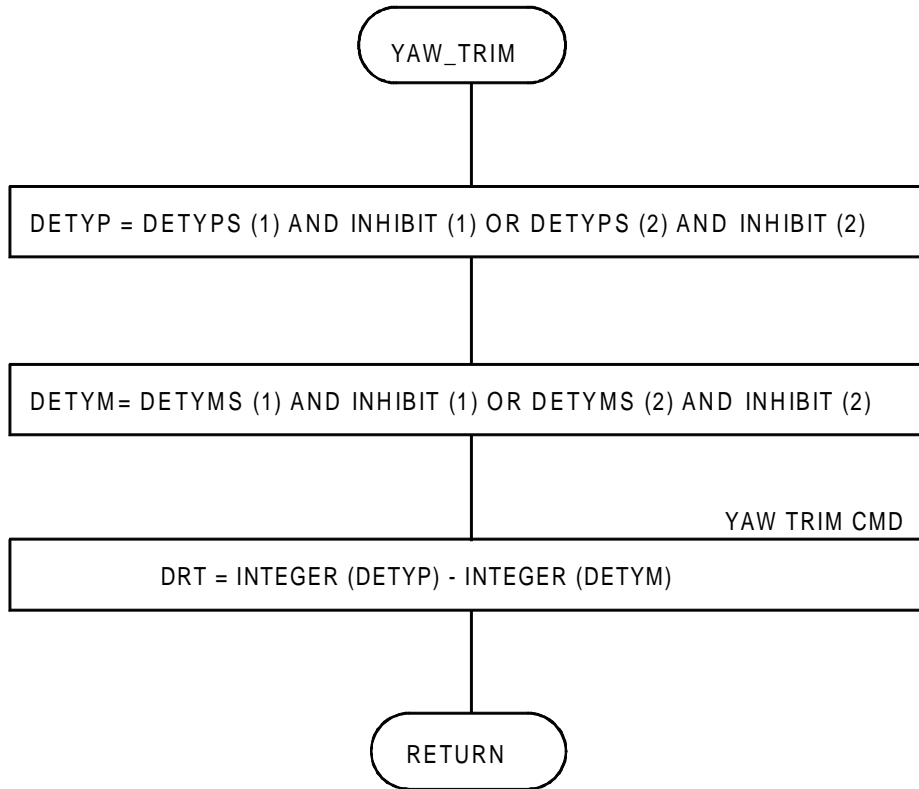 YAW_TRIM
DETYP = DETYPS (1) AND INHIBIT (1) OR DETYPS (2) AND INHIBIT (2)
DETYM= DETYMS (1) AND INHIBIT (1) OR DETYMS (2) AND INHIBIT (2)
YAW TRIM CMD
DRT = INTEGER (DETYP) - INTEGER (DETYM)
RETURN